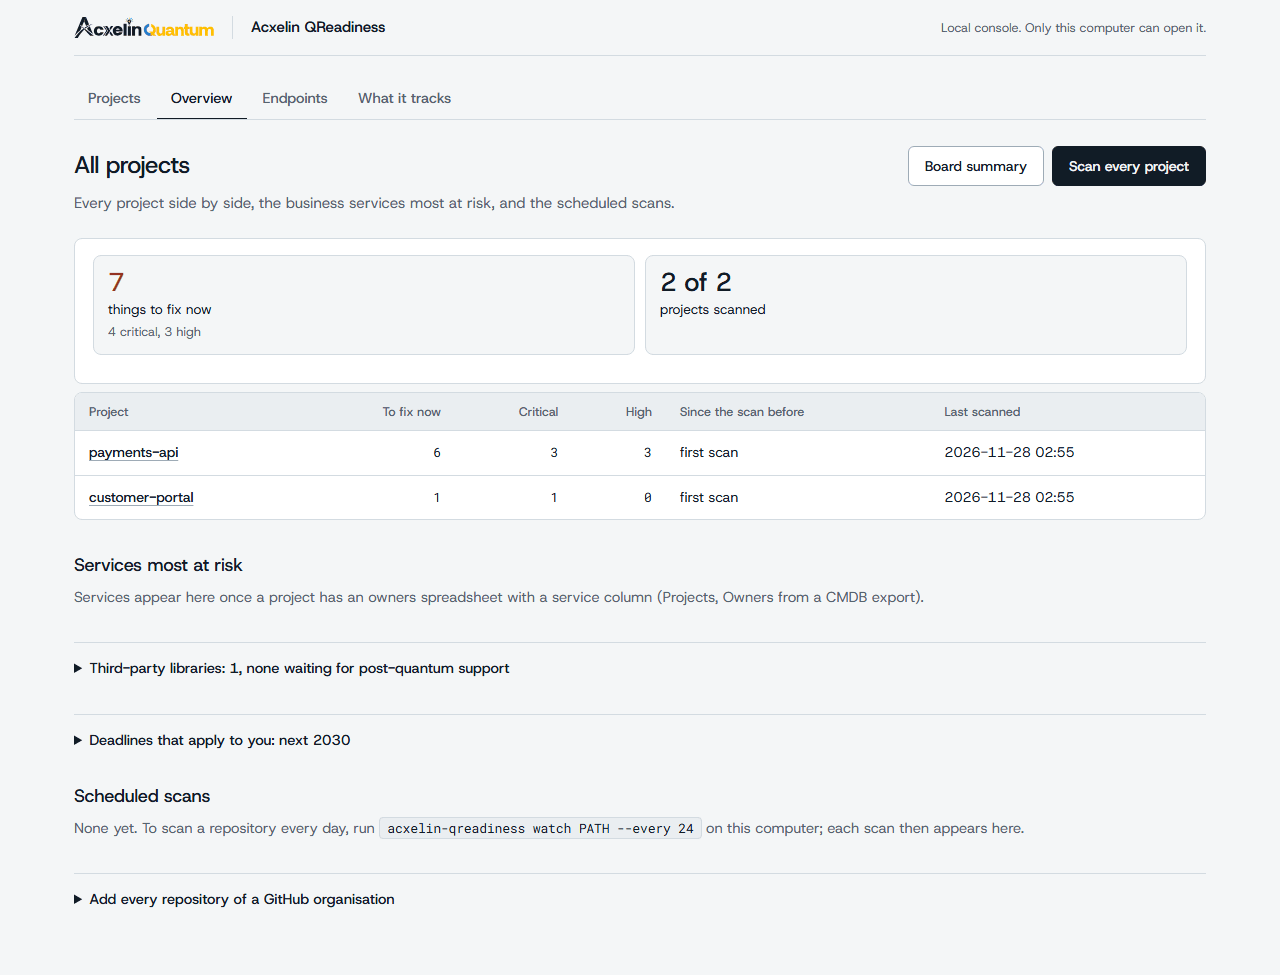 Acxelin Quantum
Acxelin QReadiness
Local console. Only this computer can open it.
Projects
Overview
Endpoints
What it tracks
All projects
Board summary
Scan every project
Every project side by side, the business services most at risk, and the scheduled scans.
7
things to fix now
4 critical, 3 high
2 of 2
projects scanned
Project To fix now Critical High Since the scan before Last scanned
payments-api 6 3 3 first scan 2026-11-28 02:55
customer-portal 1 1 0 first scan 2026-11-28 02:55
Services most at risk
Services appear here once a project has an owners spreadsheet with a service column (Projects, Owners from a CMDB export).
Third-party libraries: 1, none waiting for post-quantum support
Deadlines that apply to you: next 2030
Scheduled scans
None yet. To scan a repository every day, run acxelin-qreadiness watch PATH --every 24 on this computer; each scan then appears here.
Add every repository of a GitHub organisation